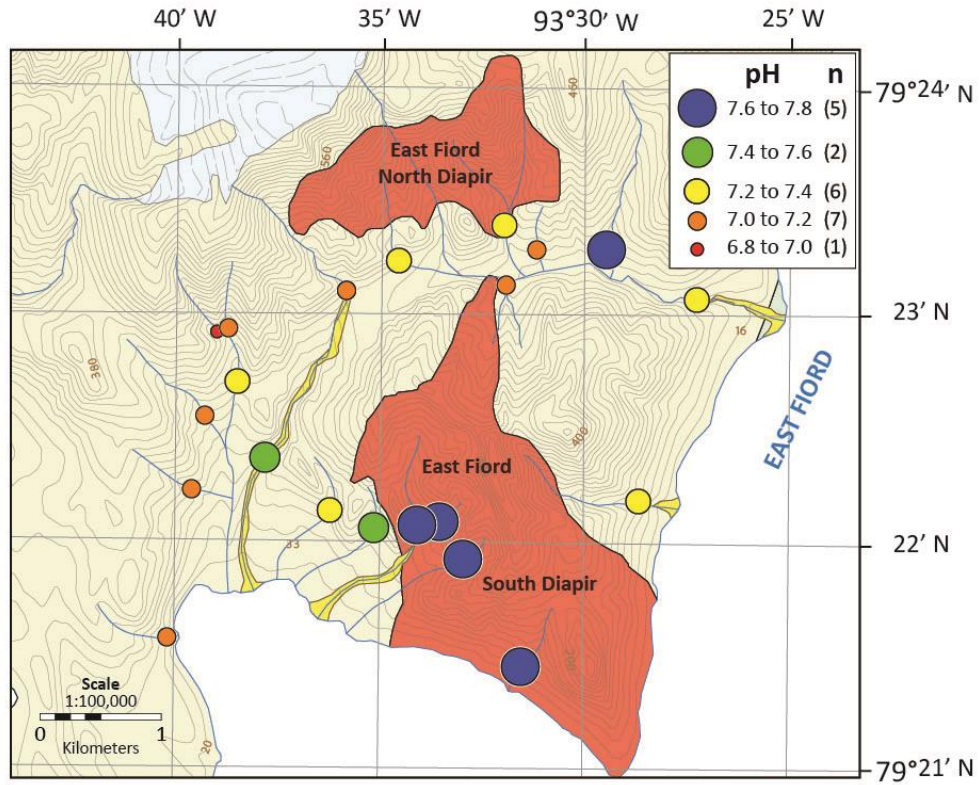 40' W
35' W
93°30' W
25' W
pH n
7.6 to 7.8 (5)
7.4 to 7.6 (2)
7.2 to 7.4 (6)
7.0 to 7.2 (7)
6.8 to 7.0 (1)
79°24' N
23' N
22' N
79°21' N
460
560
East Fiord
North Diapir
16
380
EAST FIORD
400
East Fiord
33
South Diapir
200
Scale
1:100,000
0 1
Kilometers
20